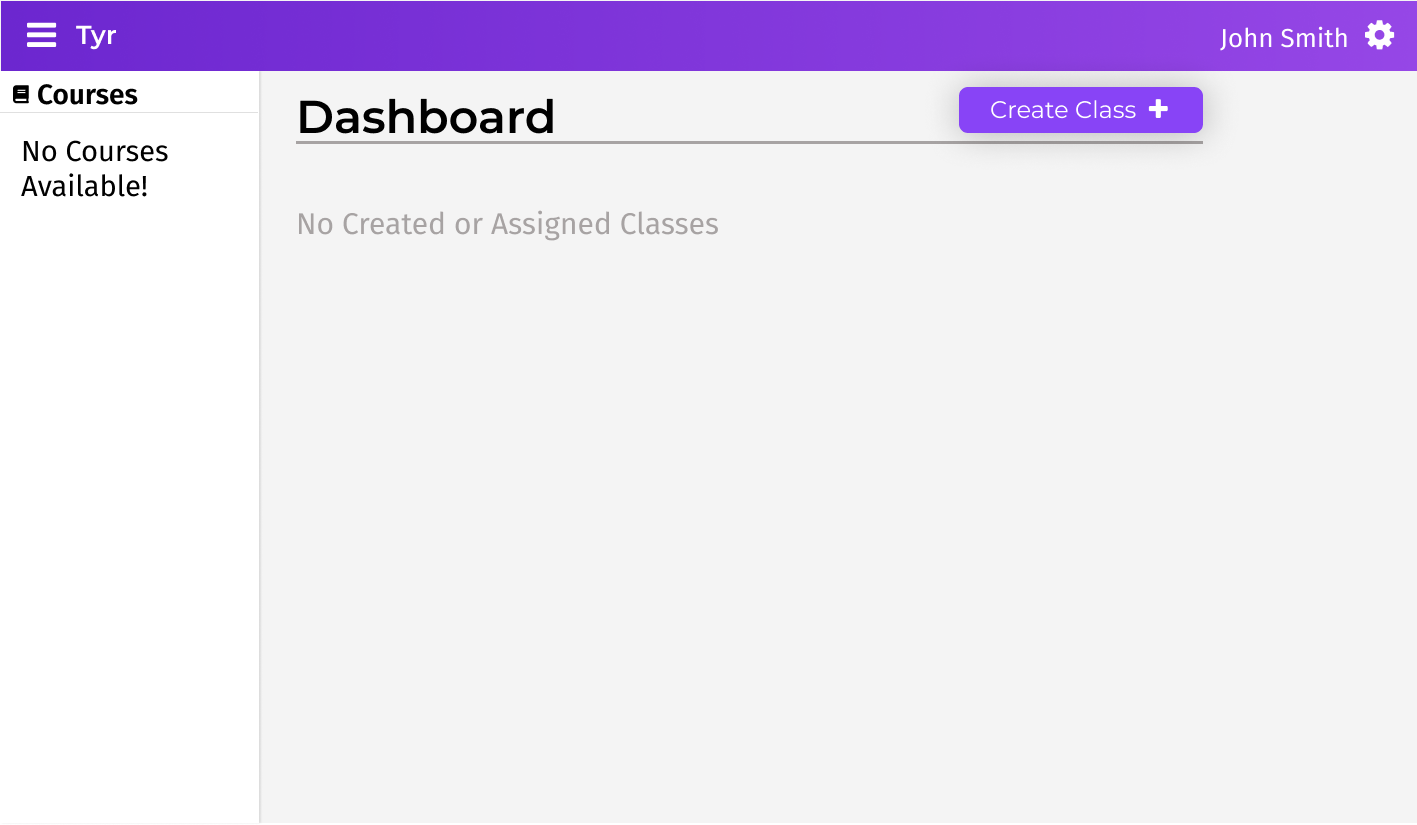 Tyr
John Smith
Courses
No Courses
Available!
Dashboard
Create Class
No Created or Assigned Classes